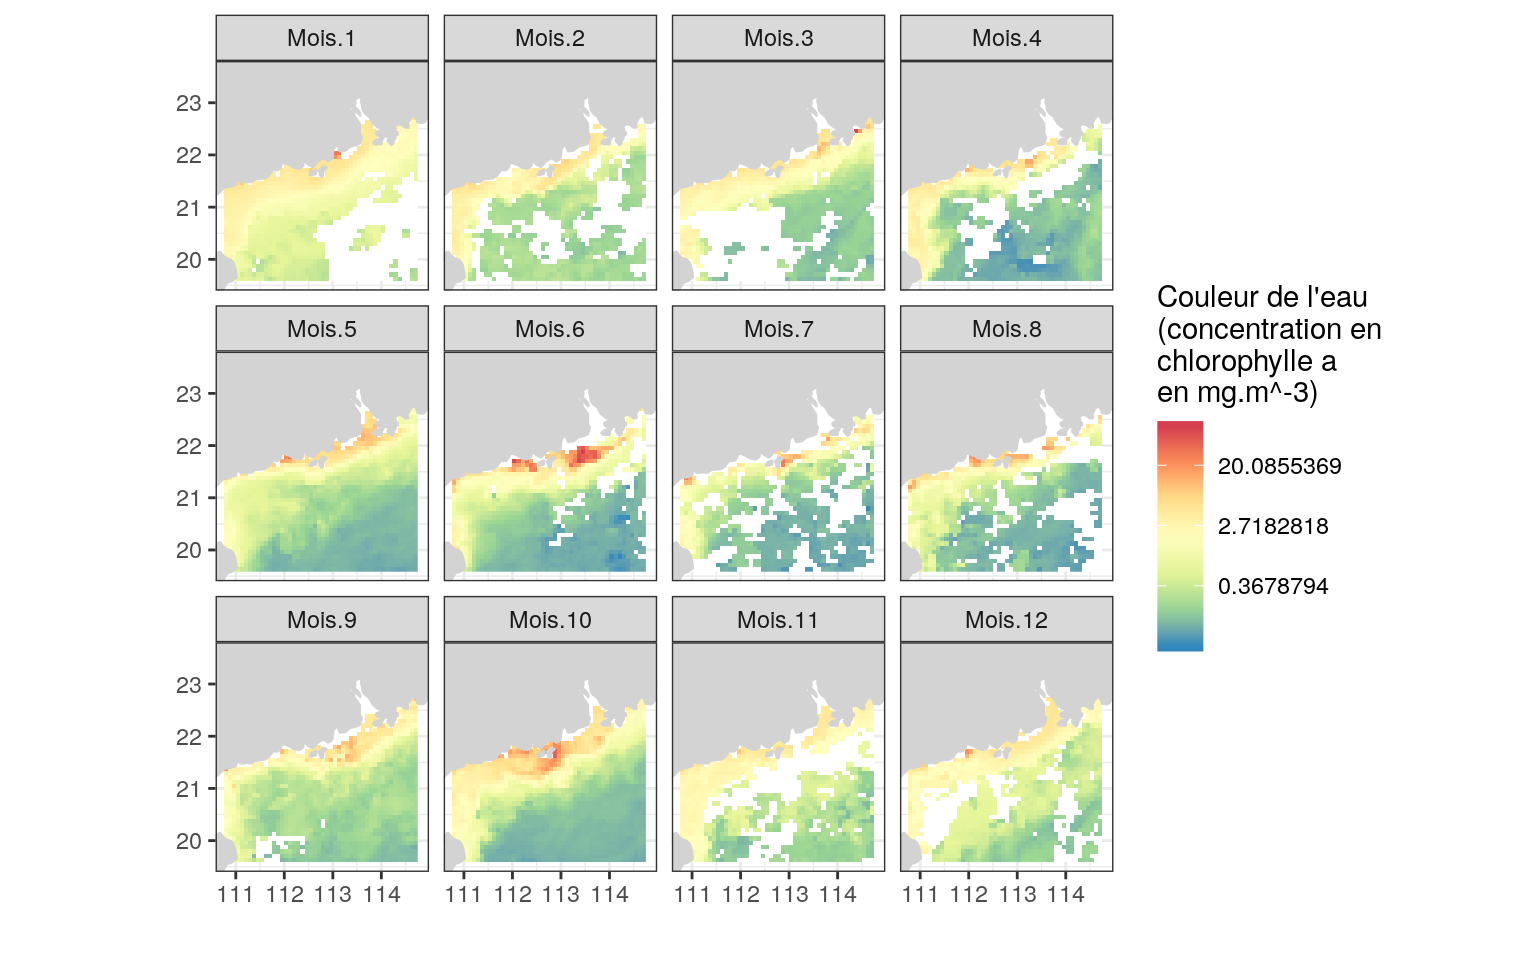 Mois.1 Mois.2 Mois.3 Mois.4
23
22
21
20
Mois.5 Mois.6 Mois.7 Mois.8
23
22
21
20
Mois.9 Mois.10 Mois.11 Mois.12
23
22
21
20
111 112 113 114 111 112 113 114 111 112 113 114 111 112 113 114
Couleur de l'eau
(concentration en
chlorophylle a
en mg.m^-3)
20.0855369
2.7182818
0.3678794